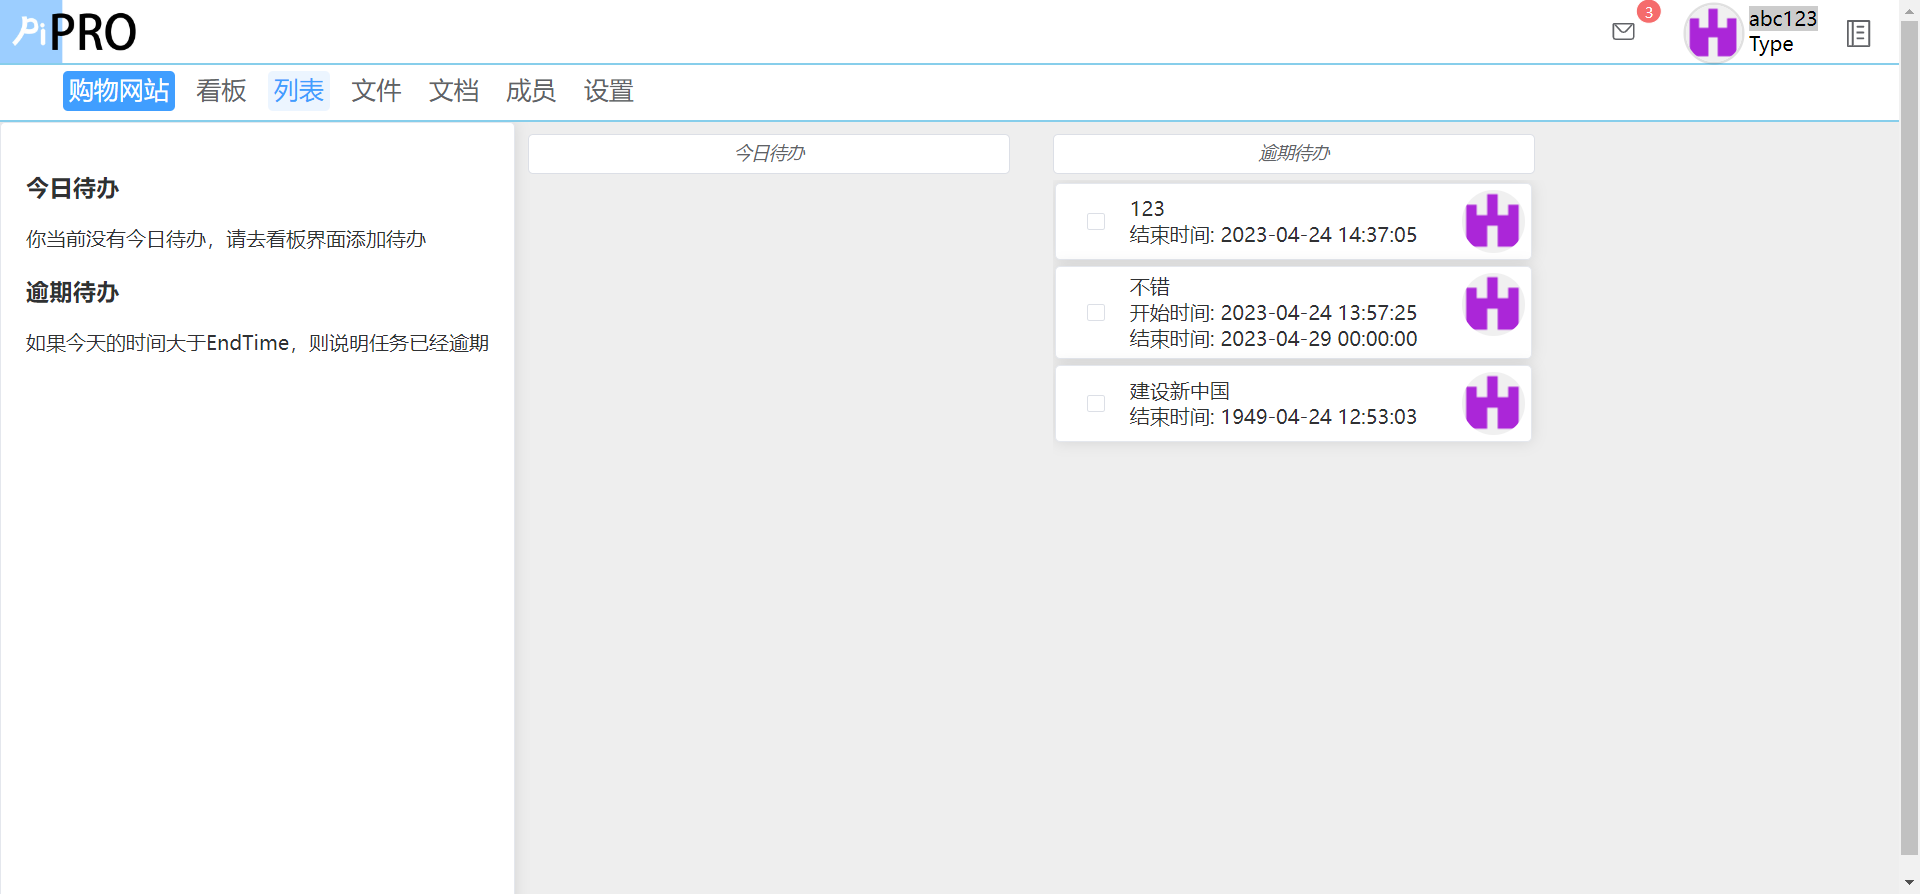 PiPRO
3
abc123
Type
购物网站 看板 列表 文件 文档 成员 设置
今日待办
你当前没有今日待办，请去看板界面添加待办
逾期待办
如果今天的时间大于EndTime，则说明任务已经逾期
今日待办
逾期待办
123
结束时间: 2023-04-24 14:37:05
不错
开始时间: 2023-04-24 13:57:25
结束时间: 2023-04-29 00:00:00
建设新中国
结束时间: 1949-04-24 12:53:03